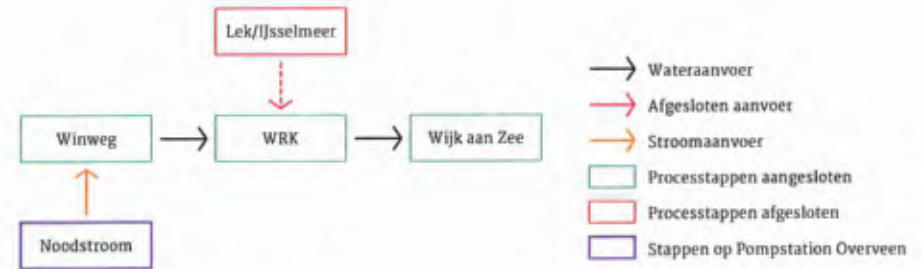 Lek/IJsselmeer
Winweg
WRK
Wijk aan Zee
Noodstroom
Wateraanvoer
Afgesloten aanvoer
Stroomaanvoer
Processtappen aangesloten
Processtappen afgesloten
Stappen op Pompstation Overveen